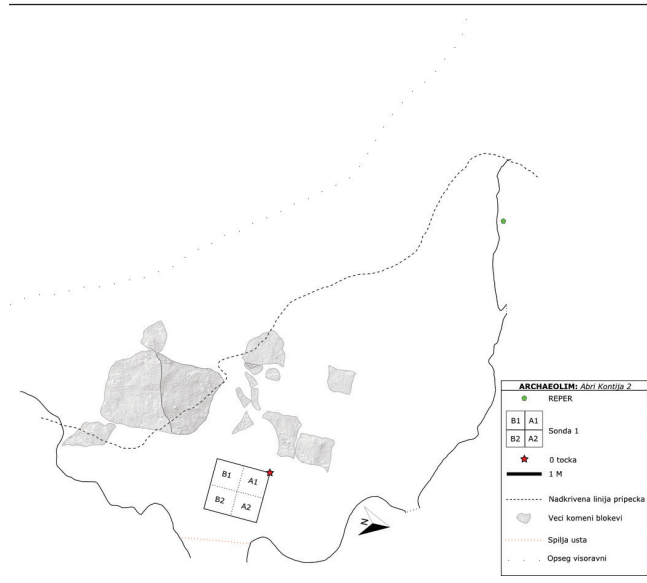 B1 A1
B2 A2
N
ARCHAEOLIM: Abri Kontija 2
REPER
B1 A1
B2 A2
Sonda 1
0 tocka
1 M
Nadkrivena linija pripecka
Veci komeni blokevi
Spilja usta
Opseg visoravni